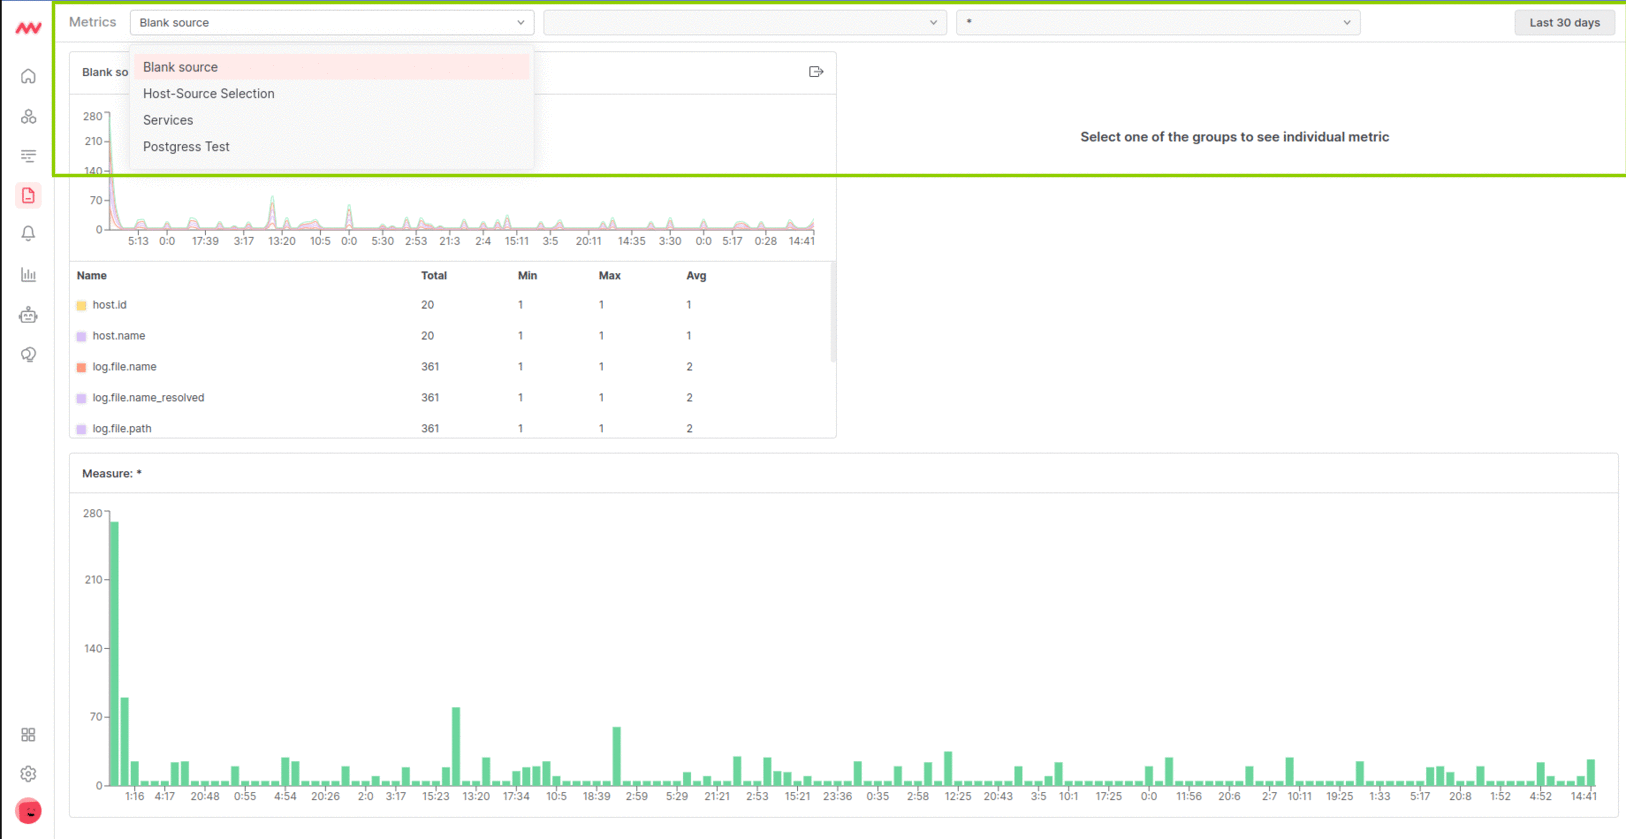 Metrics Blank source * Last 30 days
Blank so
Blank source
Host-Source Selection
Services
Postgress Test
Select one of the groups to see individual metric
280
210
140
70
0
5:13 0:0 17:39 3:17 13:20 10:5 0:0 5:30 2:53 21:3 2:4 15:11 3:5 20:11 14:35 3:30 0:0 5:17 0:28 14:41
Name Total Min Max Avg
host.id 20 1 1 1
host.name 20 1 1 1
log.file.name 361 1 1 2
log.file.name_resolved 361 1 1 2
log.file.path 361 1 1 2
Measure: *
280
210
140
70
0
1:16 4:17 20:48 0:55 4:54 20:26 2:0 3:17 15:23 13:20 17:34 10:5 18:39 2:59 5:29 21:21 2:53 15:21 23:36 0:35 2:58 12:25 20:43 3:5 10:1 17:25 0:0 11:56 20:6 2:7 10:11 19:25 1:33 5:17 20:8 1:52 4:52 14:41